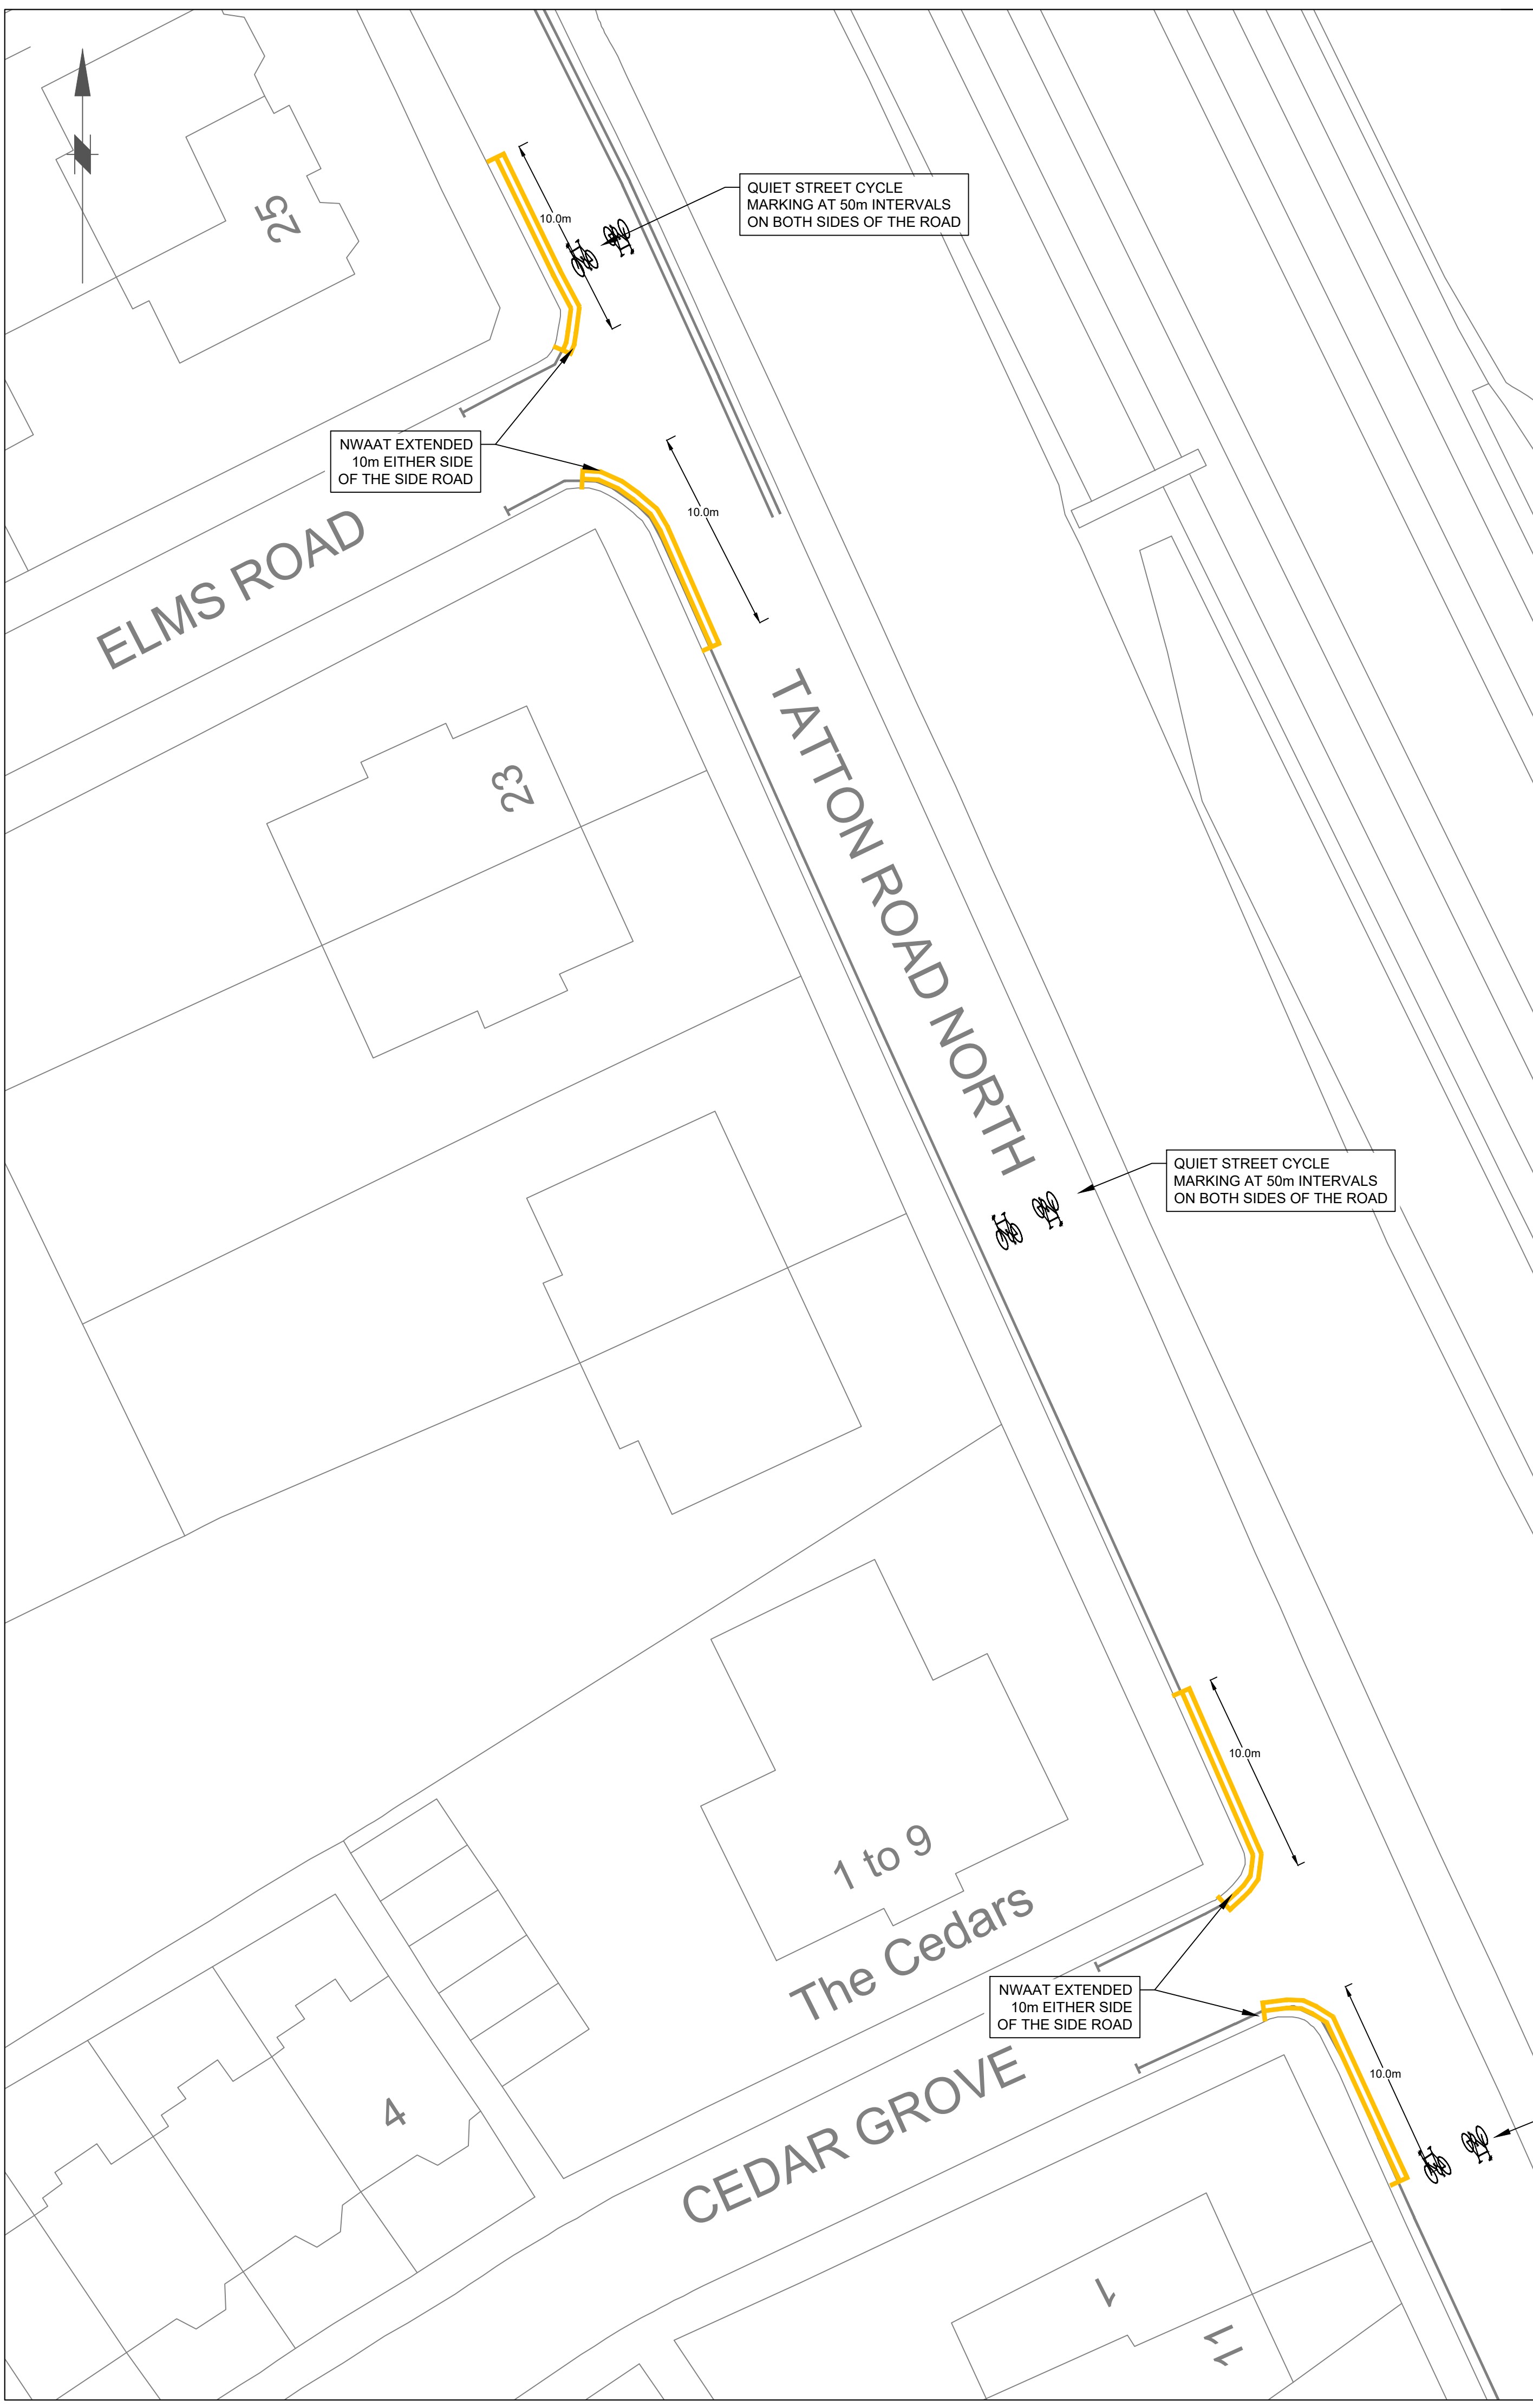 N
25
10.0m
QUIET STREET CYCLE
MARKING AT 50m INTERVALS
ON BOTH SIDES OF THE ROAD
NWAAT EXTENDED
10m EITHER SIDE
OF THE SIDE ROAD
10.0m
ELMS ROAD
TATTON ROAD NORTH
23
QUIET STREET CYCLE
MARKING AT 50m INTERVALS
ON BOTH SIDES OF THE ROAD
10.0m
1 to 9
The Cedars
NWAAT EXTENDED
10m EITHER SIDE
OF THE SIDE ROAD
10.0m
4
CEDAR GROVE
1
11